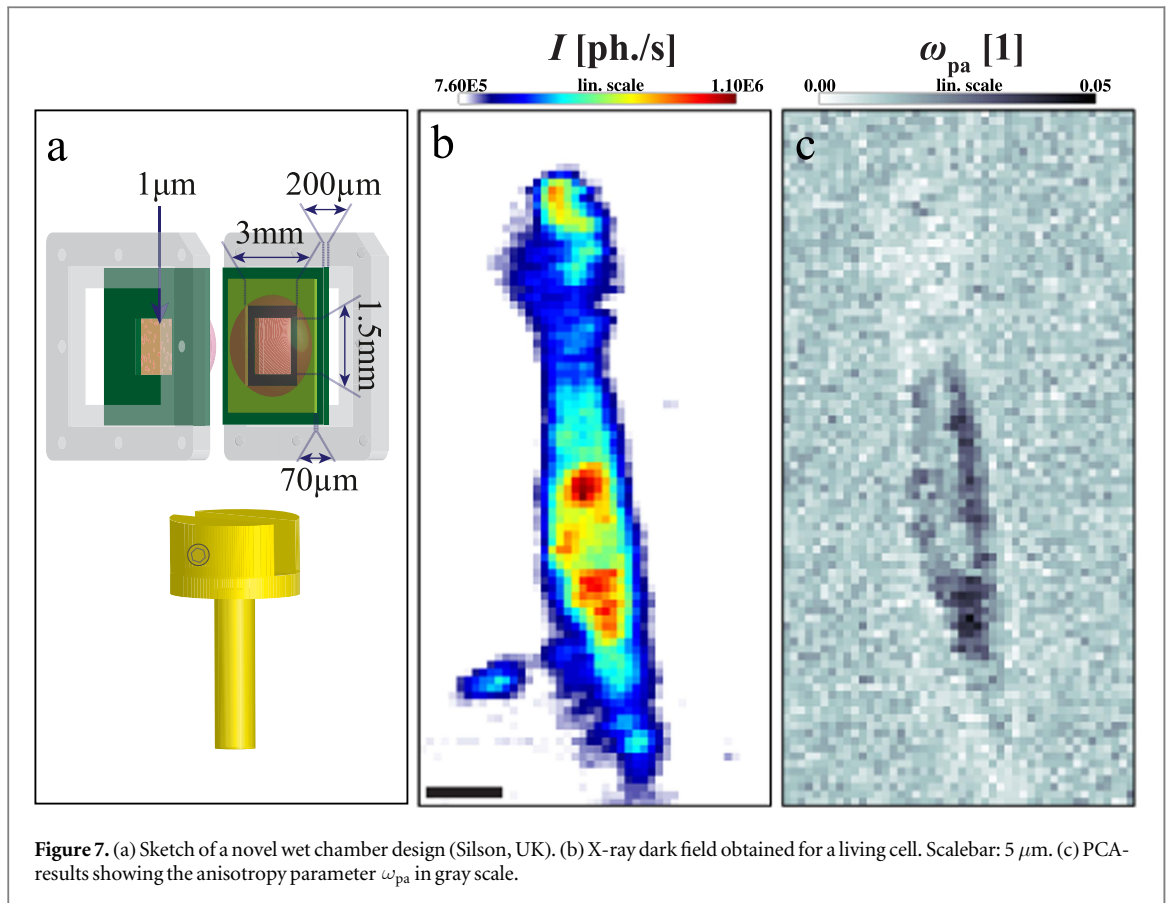 I [ph./s]
7.60E5 lin. scale 1.10E6
ω_pa [1]
0.00 lin. scale 0.05
a
1µm
200µm
3mm
1.5mm
70µm
b
c
Figure 7. (a) Sketch of a novel wet chamber design (Silson, UK). (b) X-ray dark field obtained for a living cell. Scalebar: 5 μm. (c) PCA-
results showing the anisotropy parameter ω_pa in gray scale.